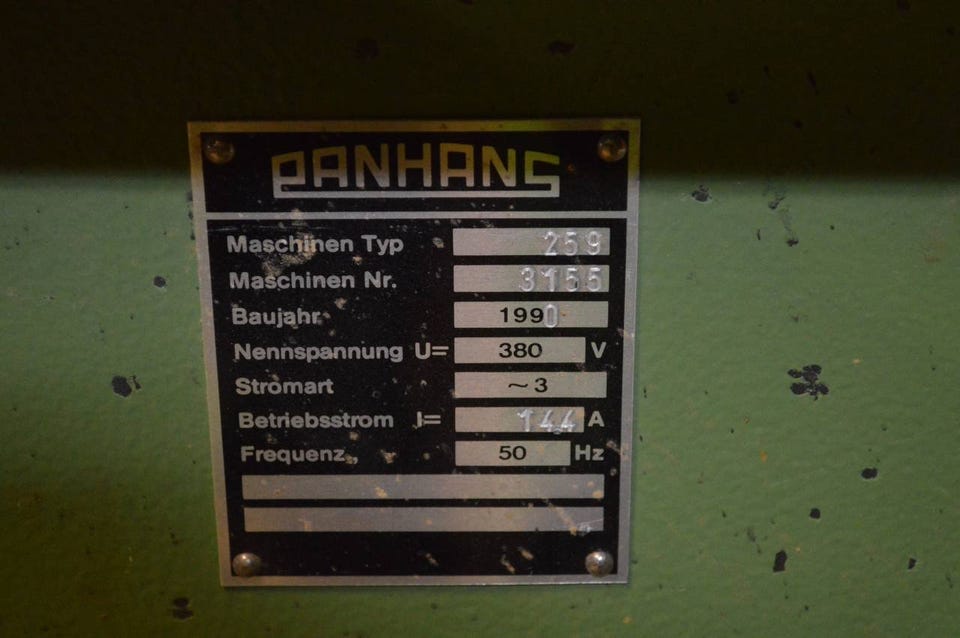 PANHANS
Maschinen Typ 259
Maschinen Nr. 3155
Baujahr 1990
Nennspannung U= 380 V
Stromart ~3
Betriebsstrom I= 14,4 A
Frequenz 50 Hz